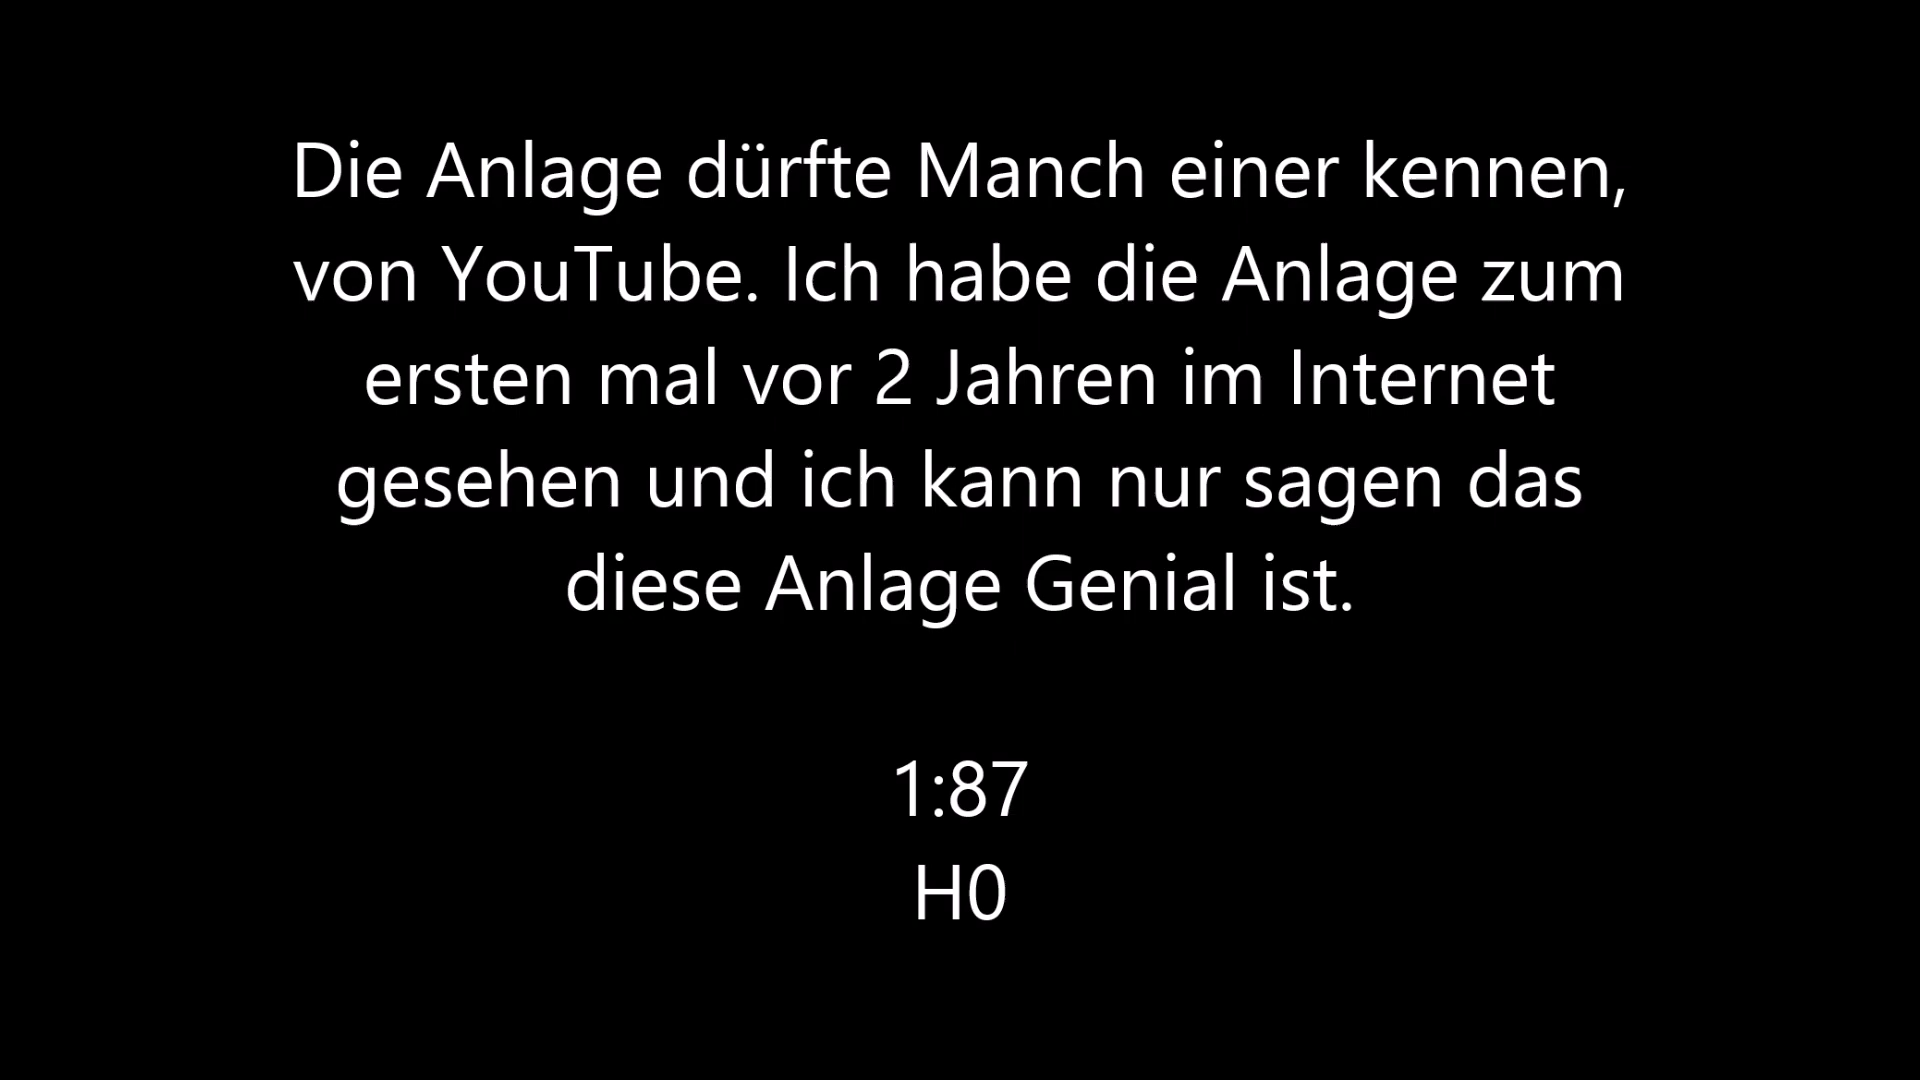 Die Anlage dürfte Manch einer kennen,
von YouTube. Ich habe die Anlage zum
ersten mal vor 2 Jahren im Internet
gesehen und ich kann nur sagen das
diese Anlage Genial ist.
1:87
H0